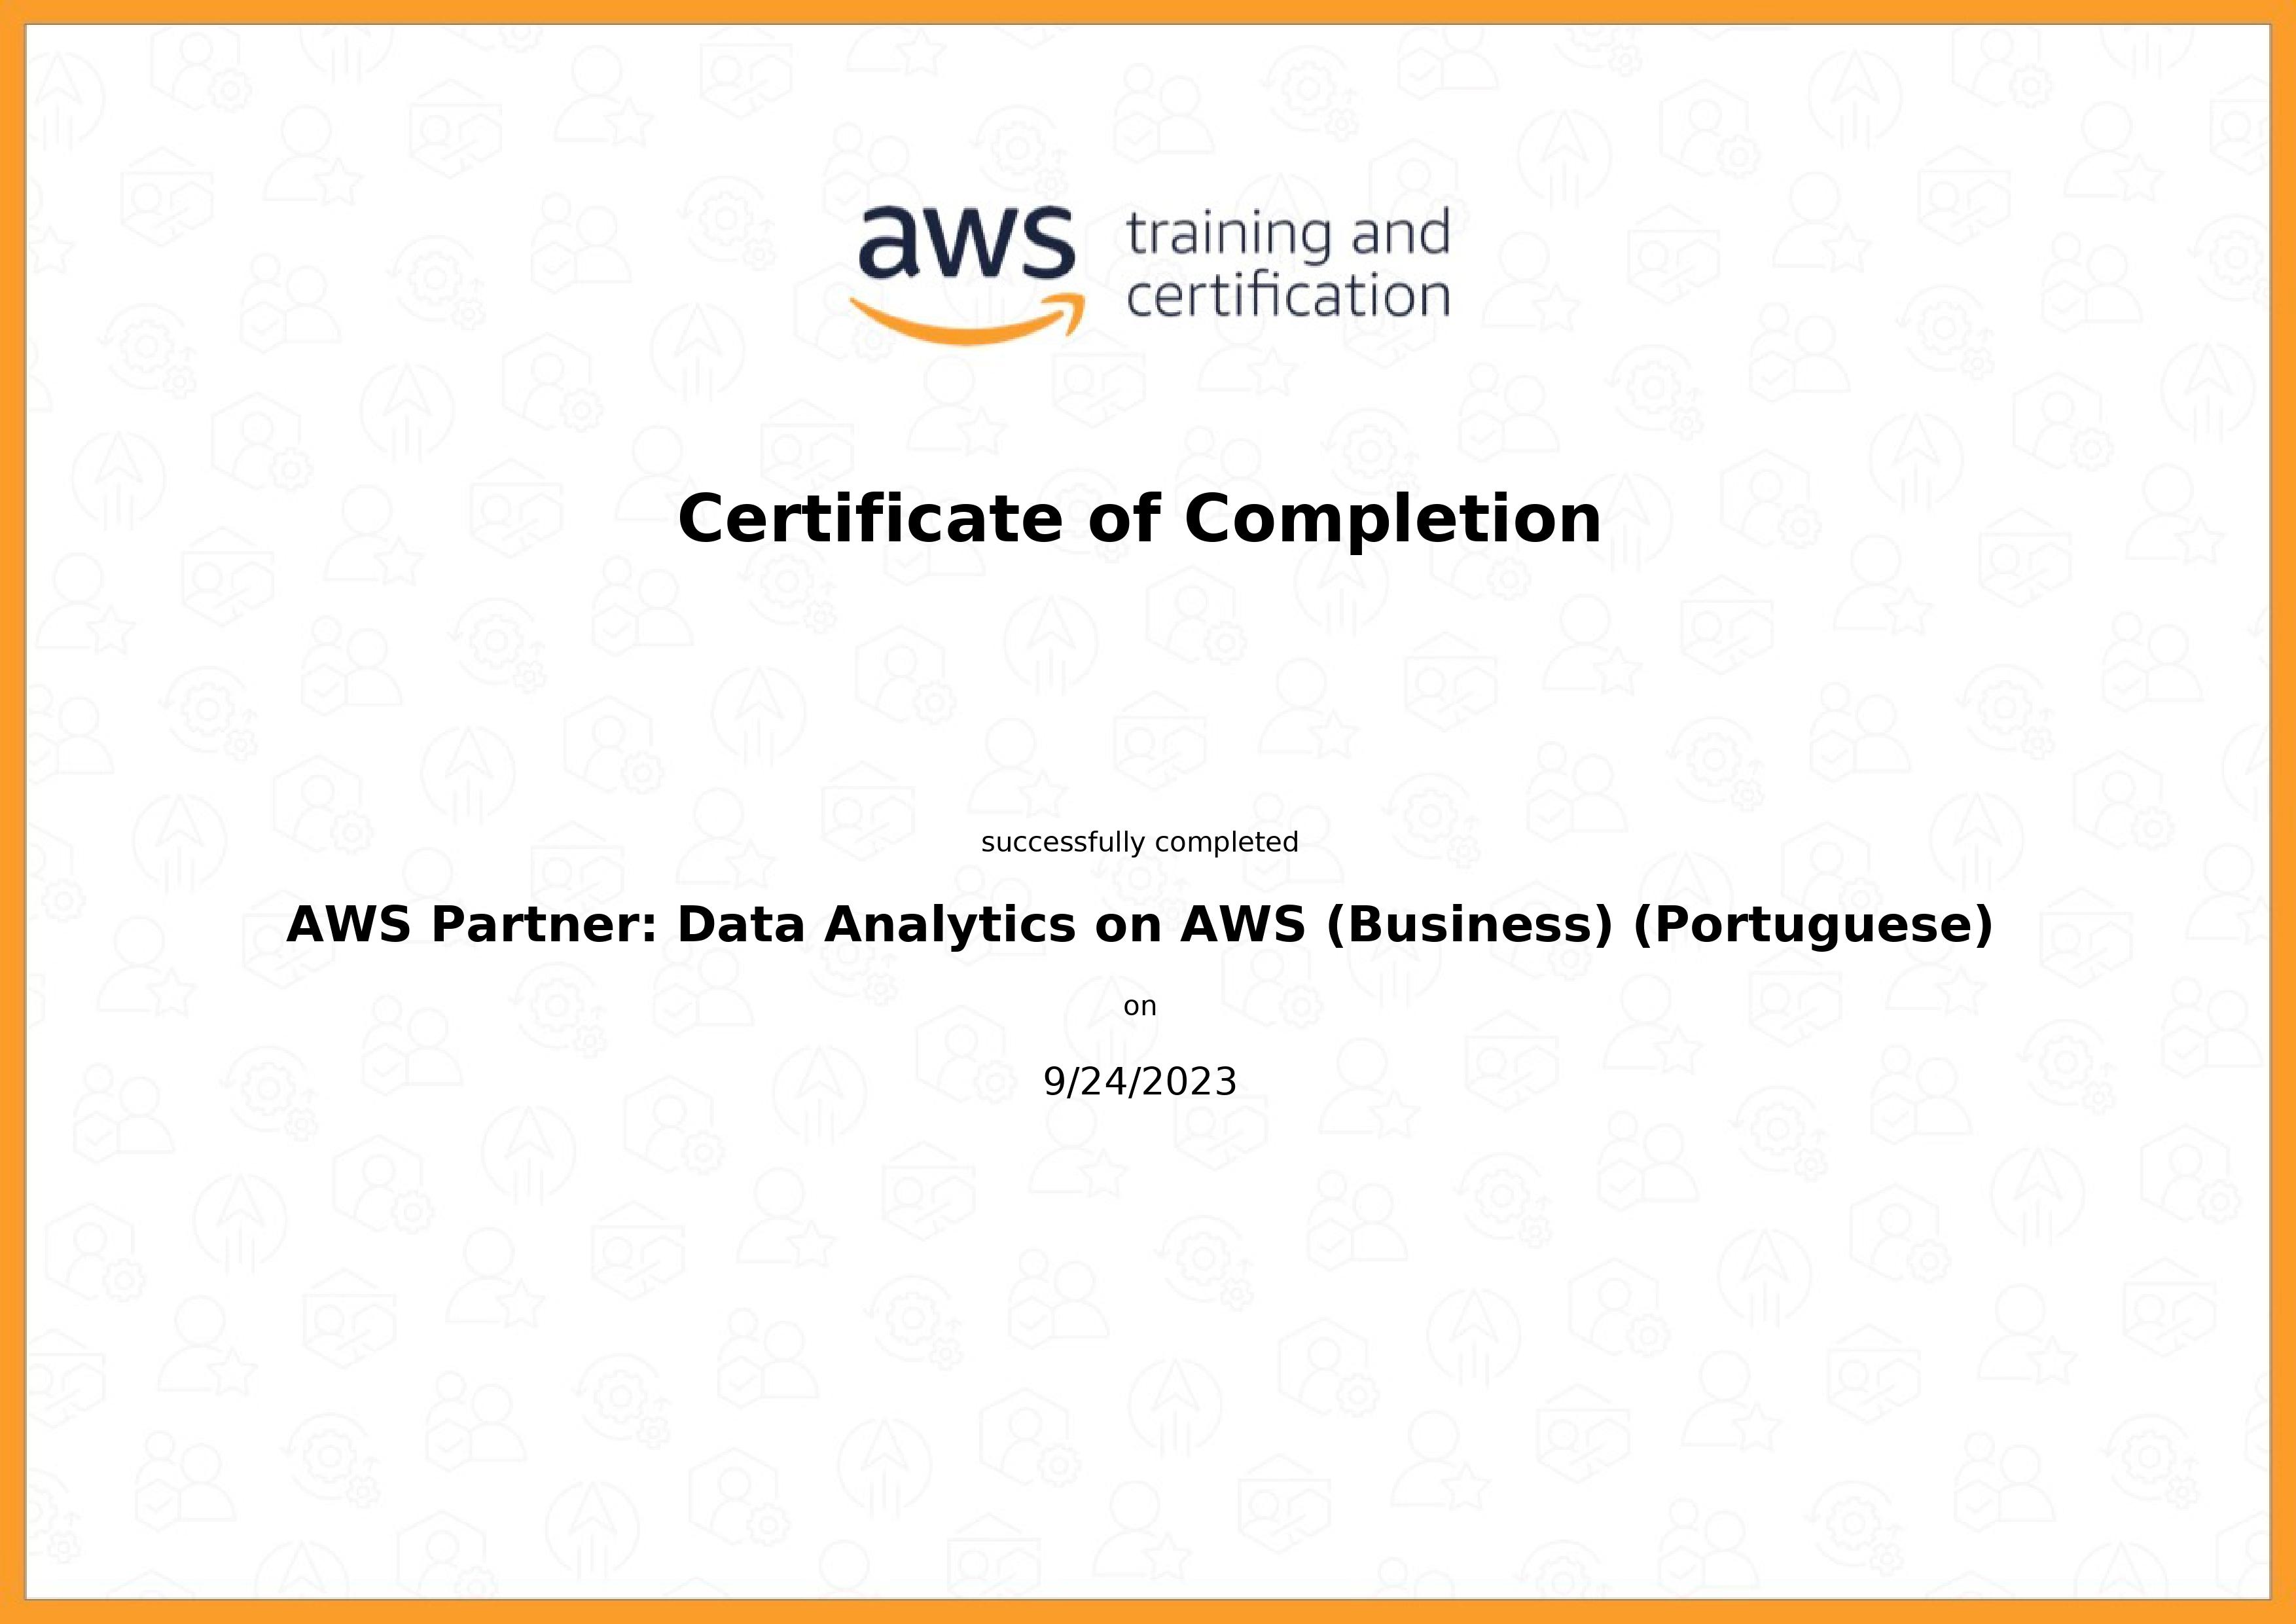 aws training and
certification
Certificate of Completion
successfully completed
AWS Partner: Data Analytics on AWS (Business) (Portuguese)
on
9/24/2023